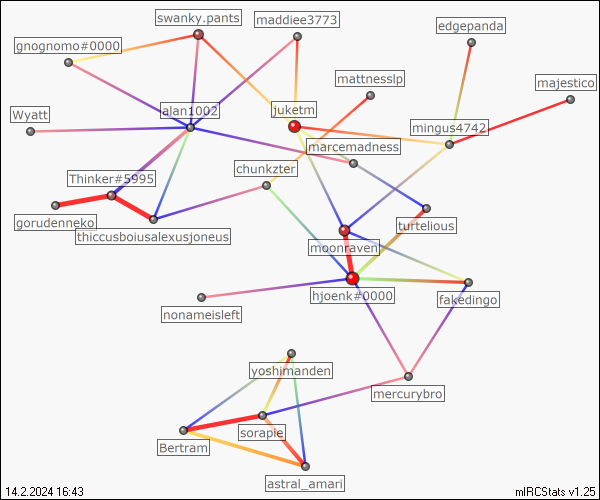 swanky.pants
maddiee3773
edgepanda
gnognomo#0000
mattnesslp
majestico
Wyatt
alan1002
juketm
mingus4742
marcemadness
chunkzter
Thinker#5995
gorudenneko
thiccusboiusalexusjoneus
turtelious
moonraven
hjoenk#0000
fakedingo
nonameisleft
yoshimanden
mercurybro
sorapie
Bertram
astral_amari
14.2.2024 16:43
mIRCStats v1.25